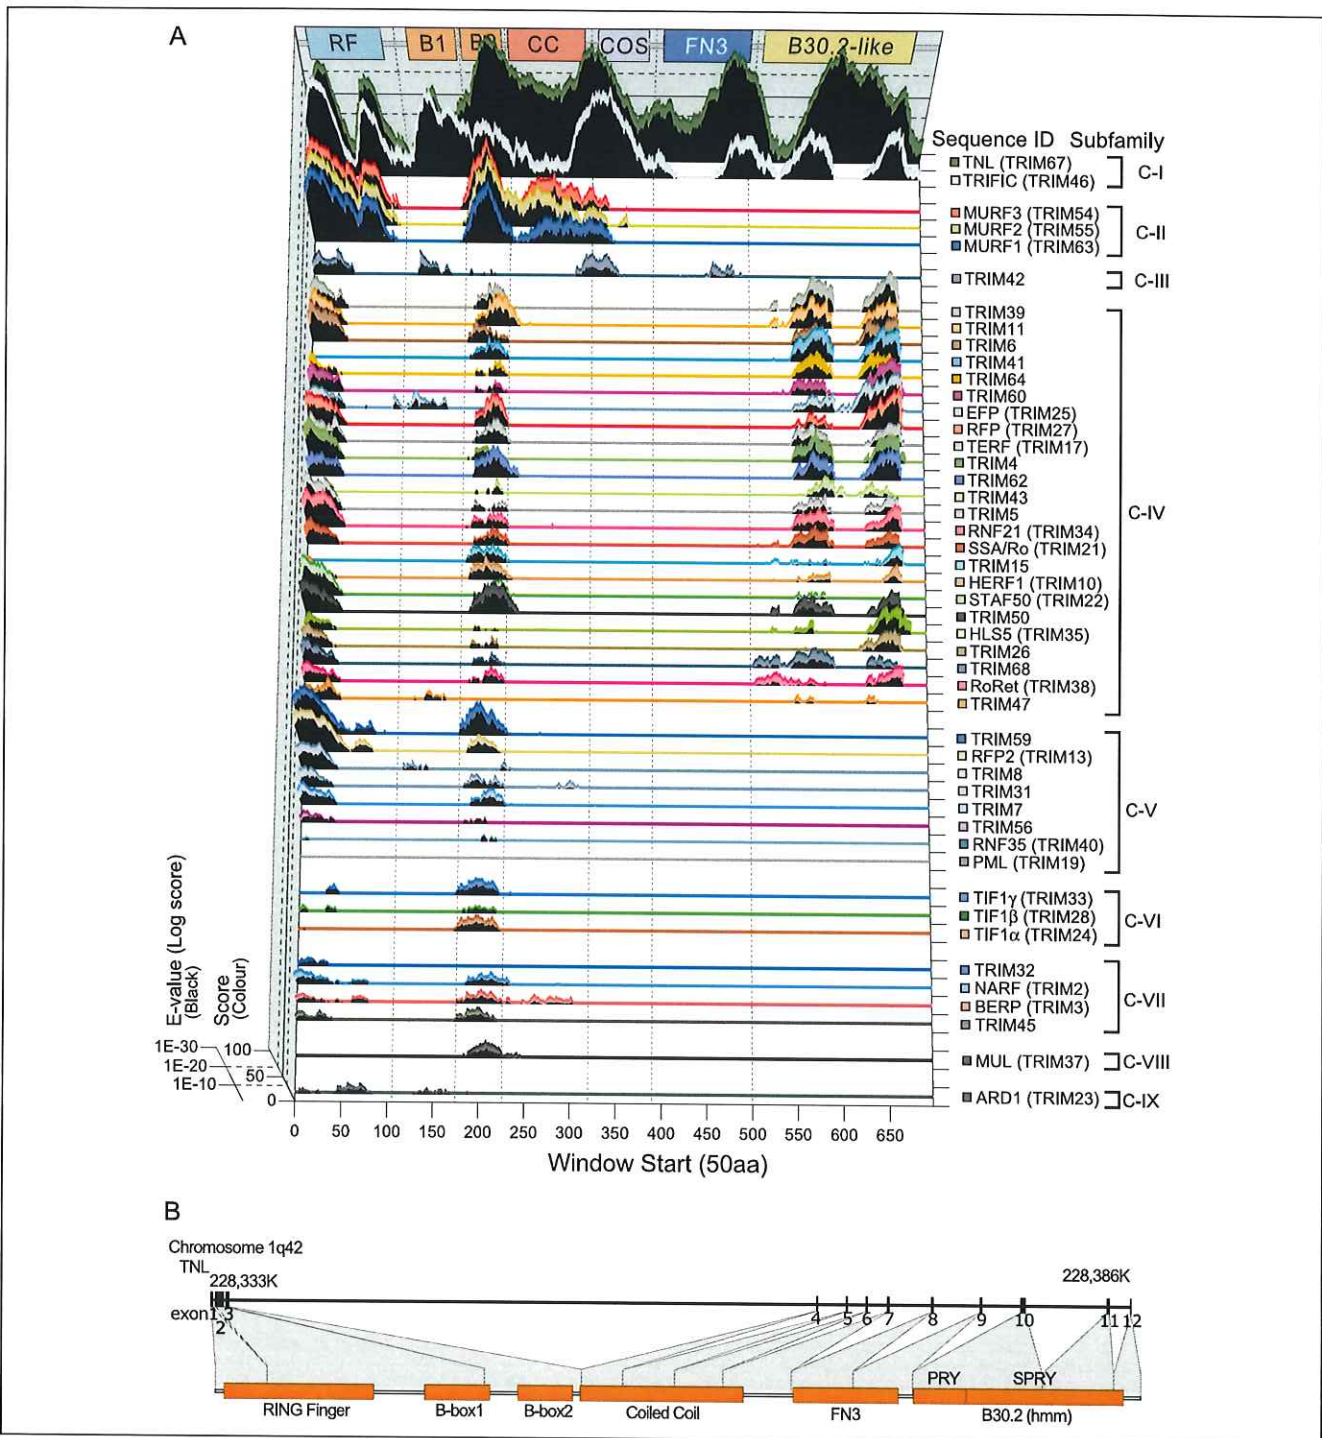 A
RF B1 B2 CC COS FN3 B30.2-like
Sequence ID Subfamily
TNL (TRIM67)
TRIFIC (TRIM46)
C-I
MURF3 (TRIM54)
MURF2 (TRIM55)
MURF1 (TRIM63)
C-II
TRIM42
C-III
TRIM39
TRIM11
TRIM6
TRIM41
TRIM64
TRIM60
EFP (TRIM25)
RFP (TRIM27)
TERF (TRIM17)
TRIM4
TRIM62
TRIM43
TRIM5
RNF21 (TRIM34)
SSA/Ro (TRIM21)
TRIM15
HERF1 (TRIM10)
STAF50 (TRIM22)
TRIM50
HLS5 (TRIM35)
TRIM26
TRIM68
RoRet (TRIM38)
TRIM47
C-IV
TRIM59
RFP2 (TRIM13)
TRIM8
TRIM31
TRIM7
TRIM56
RNF35 (TRIM40)
PML (TRIM19)
C-V
TIF1γ (TRIM33)
TIF1β (TRIM28)
TIF1α (TRIM24)
C-VI
TRIM32
NARF (TRIM2)
BERP (TRIM3)
TRIM45
C-VII
MUL (TRIM37)
C-VIII
ARD1 (TRIM23)
C-IX
E-value (Log score)
(Black)
Score
(Colour)
1E-30
1E-20
1E-10
100
50
0
0 50 100 150 200 250 300 350 400 450 500 550 600 650
Window Start (50aa)
B
Chromosome 1q42
TNL
228,333K 228,386K
exon1 3 4 5 6 7 8 9 10 11 12
2
PRY SPRY
RING Finger B-box1 B-box2 Coiled Coil FN3 B30.2 (hmm)